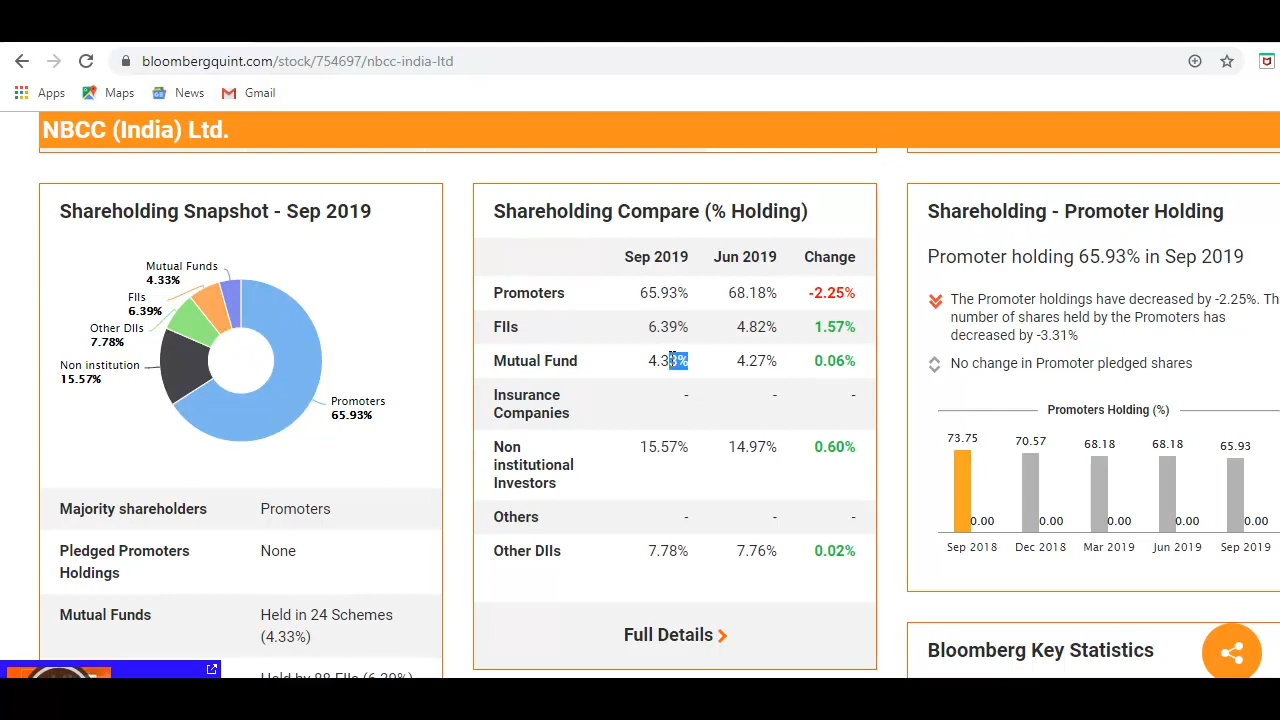 bloombergquint.com/stock/754697/nbcc-india-ltd
Apps Maps News Gmail
NBCC (India) Ltd.
Shareholding Snapshot - Sep 2019
Mutual Funds
4.33%
FIIs
6.39%
Other DIIs
7.78%
Non institution
15.57%
Promoters
65.93%
Majority shareholders Promoters
Pledged Promoters Holdings None
Mutual Funds Held in 24 Schemes
(4.33%)
Shareholding Compare (% Holding)
Sep 2019 Jun 2019 Change
Promoters 65.93% 68.18% -2.25%
FIIs 6.39% 4.82% 1.57%
Mutual Fund 4.33% 4.27% 0.06%
Insurance
Companies - - -
Non 15.57% 14.97% 0.60%
institutional
Investors
Others - - -
Other DIIs 7.78% 7.76% 0.02%
Full Details
Shareholding - Promoter Holding
Promoter holding 65.93% in Sep 2019
The Promoter holdings have decreased by -2.25%. Th
number of shares held by the Promoters has
decreased by -3.31%
No change in Promoter pledged shares
Promoters Holding (%)
73.75 70.57 68.18 68.18 65.93
0.00 0.00 0.00 0.00 0.00
Sep 2018 Dec 2018 Mar 2019 Jun 2019 Sep 2019
Bloomberg Key Statistics